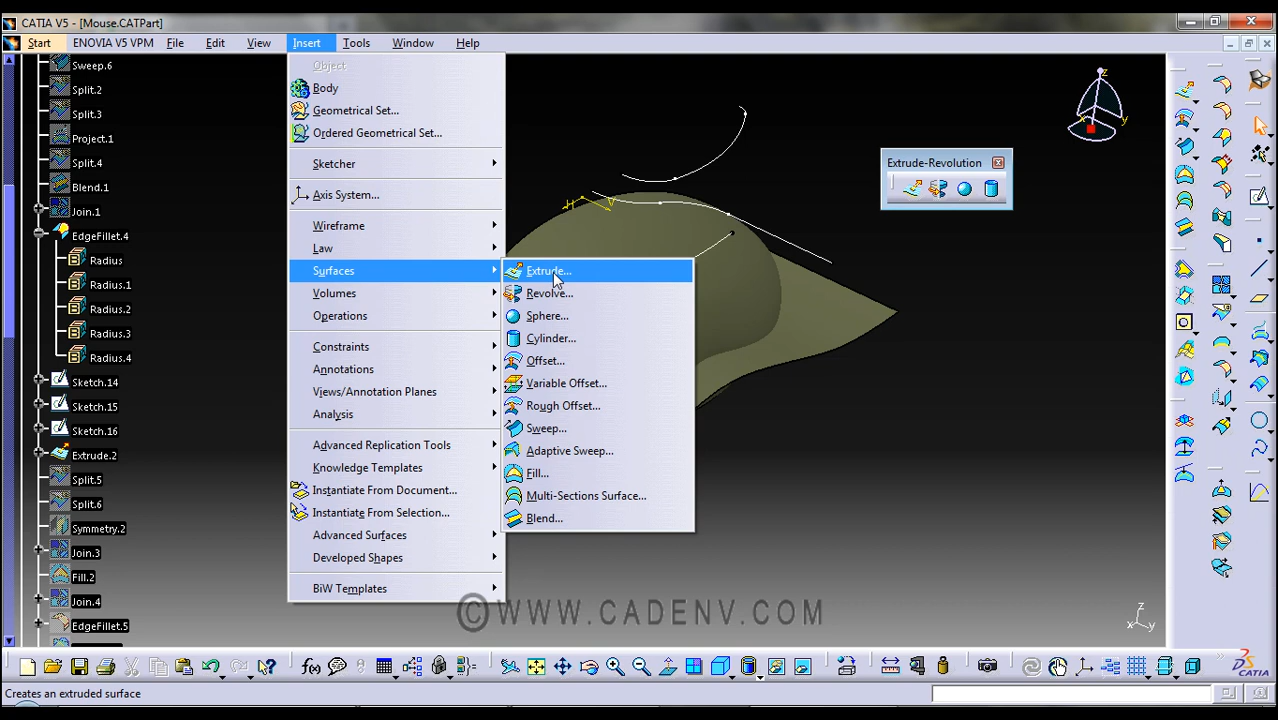 CATIA V5 - [Mouse.CATPart]
Start ENOVIA V5 VPM File Edit View Insert Tools Window Help
Sweep.6
Split.2
Split.3
Project.1
Split.4
Blend.1
Join.1
EdgeFillet.4
Radius
Radius.1
Radius.2
Radius.3
Radius.4
Sketch.14
Sketch.15
Sketch.16
Extrude.2
Split.5
Split.6
Symmetry.2
Join.3
Fill.2
Join.4
EdgeFillet.5
Object
Body
Geometrical Set...
Ordered Geometrical Set...
Sketcher
Axis System...
Wireframe
Law
Surfaces
Volumes
Operations
Constraints
Annotations
Views/Annotation Planes
Analysis
Advanced Replication Tools
Knowledge Templates
Instantiate From Document...
Instantiate From Selection...
Advanced Surfaces
Developed Shapes
BiW Templates
Extrude...
Revolve...
Sphere...
Cylinder...
Offset...
Variable Offset...
Rough Offset...
Sweep...
Adaptive Sweep...
Fill...
Multi-Sections Surface...
Blend...
H V
Extrude-Revolution
z
x y
©WWW.CADENV.COM
z
x y
f(x)
CATIA
Creates an extruded surface